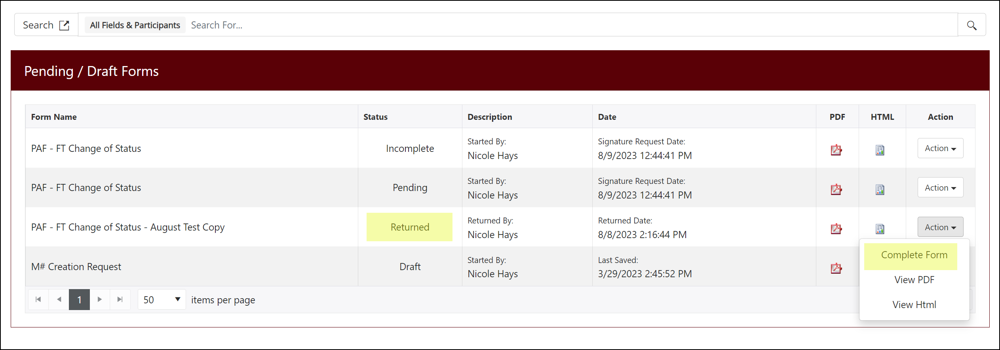 Search
All Fields & Participants Search For...
Pending / Draft Forms
Form Name Status Description Date PDF HTML Action
PAF - FT Change of Status Incomplete Started By: Nicole Hays Signature Request Date: 8/9/2023 12:44:41 PM Action
PAF - FT Change of Status Pending Started By: Nicole Hays Signature Request Date: 8/9/2023 12:44:41 PM Action
PAF - FT Change of Status - August Test Copy Returned Returned By: Nicole Hays Returned Date: 8/8/2023 2:16:44 PM Action
Complete Form
View PDF
View Html
M# Creation Request Draft Started By: Nicole Hays Last Saved: 3/29/2023 2:45:52 PM
1 50 items per page